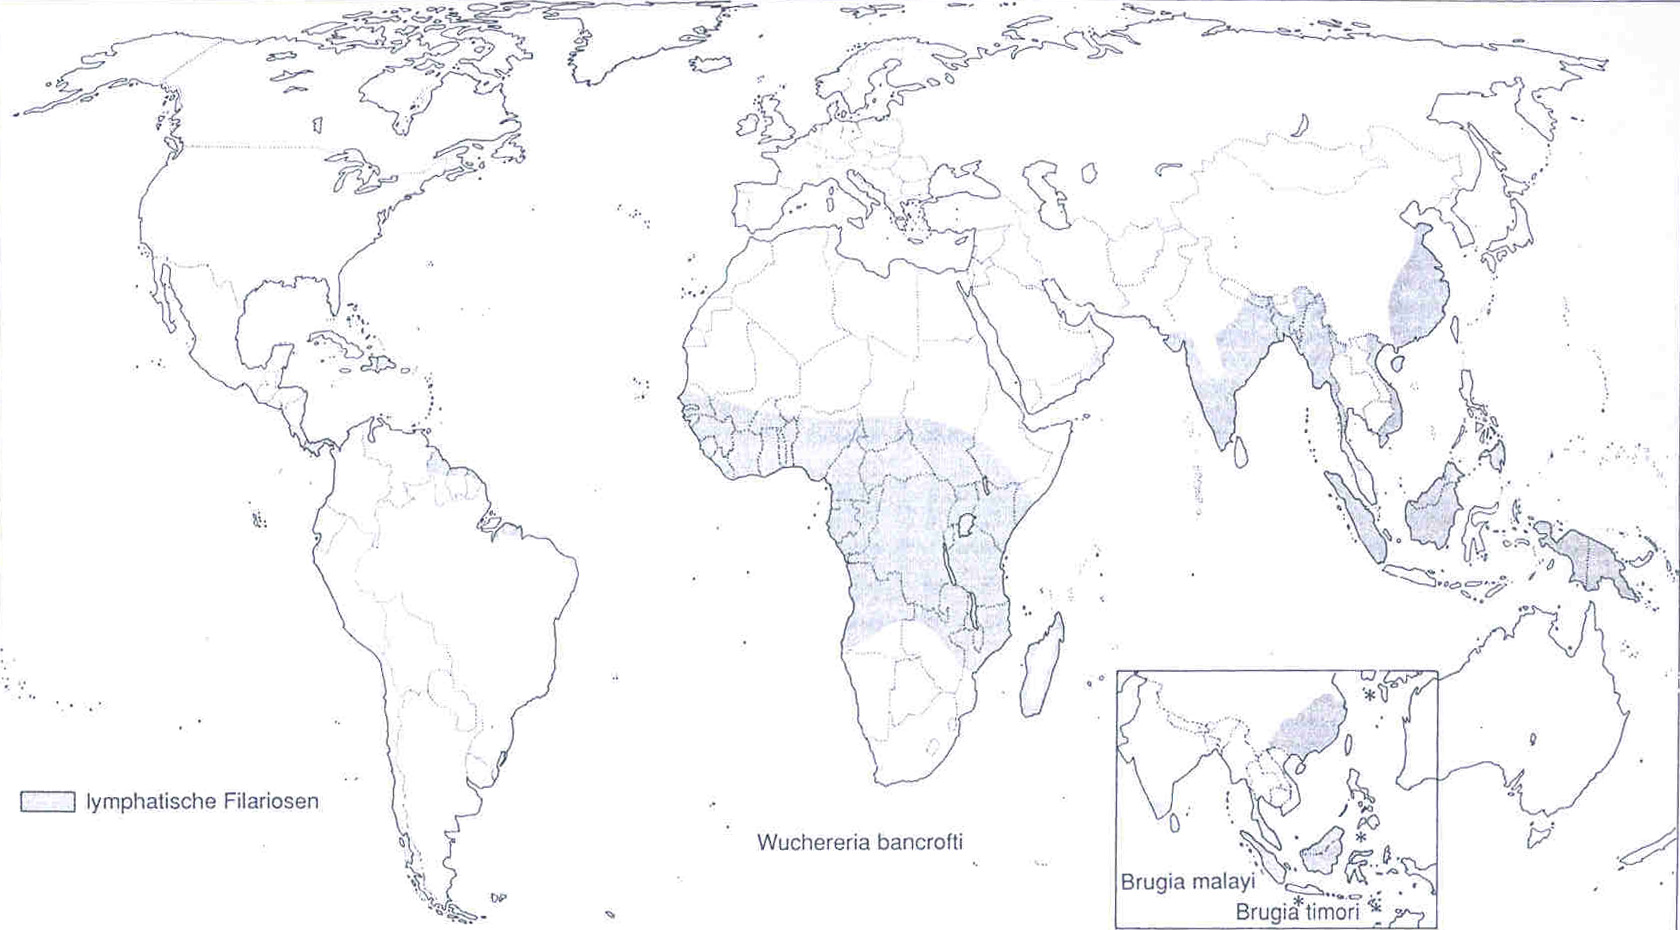 lymphatische Filariosen
Wuchereria bancrofti
*
*
Brugia malayi
*
*
Brugia timori